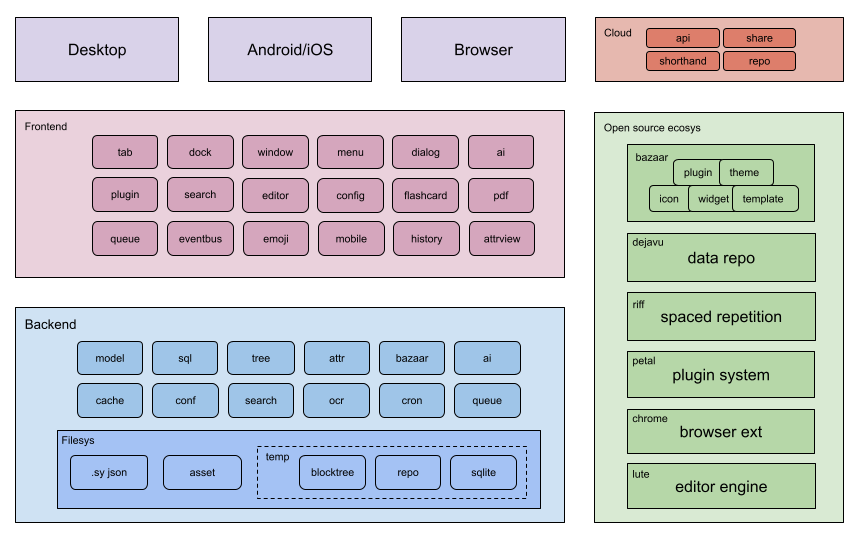 Desktop
Android/iOS
Browser
Cloud
api
share
shorthand
repo
Frontend
tab
dock
window
menu
dialog
ai
plugin
search
editor
config
flashcard
pdf
queue
eventbus
emoji
mobile
history
attrview
Backend
model
sql
tree
attr
bazaar
ai
cache
conf
search
ocr
cron
queue
Filesys
.sy json
asset
temp
blocktree
repo
sqlite
Open source ecosys
bazaar
plugin
theme
icon
widget
template
dejavu
data repo
riff
spaced repetition
petal
plugin system
chrome
browser ext
lute
editor engine